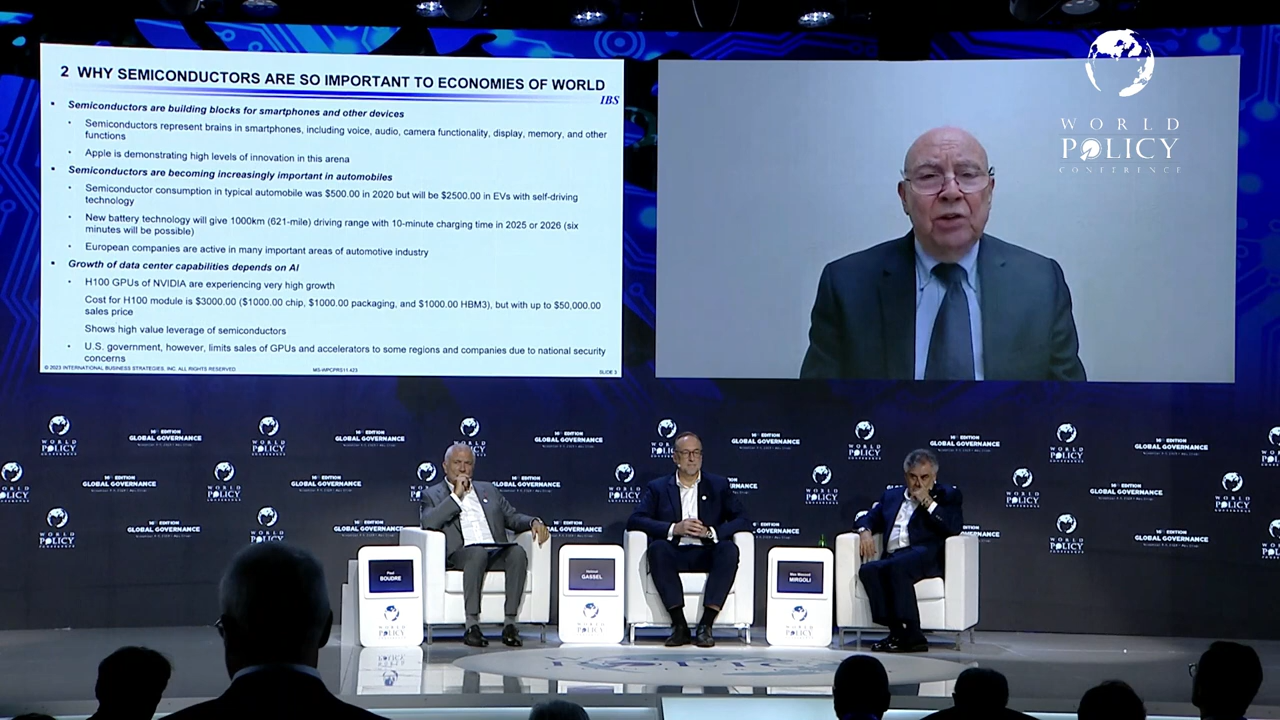 2 WHY SEMICONDUCTORS ARE SO IMPORTANT TO ECONOMIES OF WORLD
IBS
▪ Semiconductors are building blocks for smartphones and other devices
• Semiconductors represent brains in smartphones, including voice, audio, camera functionality, display, memory, and other
functions
• Apple is demonstrating high levels of innovation in this arena
▪ Semiconductors are becoming increasingly important in automobiles
• Semiconductor consumption in typical automobile was $500.00 in 2020 but will be $2500.00 in EVs with self-driving
technology
• New battery technology will give 1000km (621-mile) driving range with 10-minute charging time in 2025 or 2026 (six
minutes will be possible)
• European companies are active in many important areas of automotive industry
▪ Growth of data center capabilities depends on AI
• H100 GPUs of NVIDIA are experiencing very high growth
Cost for H100 module is $3000.00 ($1000.00 chip, $1000.00 packaging, and $1000.00 HBM3), but with up to $50,000.00
sales price
Shows high value leverage of semiconductors
• U.S. government, however, limits sales of GPUs and accelerators to some regions and companies due to national security
concerns
© 2023 INTERNATIONAL BUSINESS STRATEGIES, INC. ALL RIGHTS RESERVED
SLIDE 3
WORLD
POLICY
CONFERENCE
WORLD
POLICY
CONFERENCE
EDITION
GLOBAL GOVERNANCE
BOUDRE
GASSEL
MIRGOLI
WORLD
POLICY
WORLD
POLICY
WORLD
POLICY